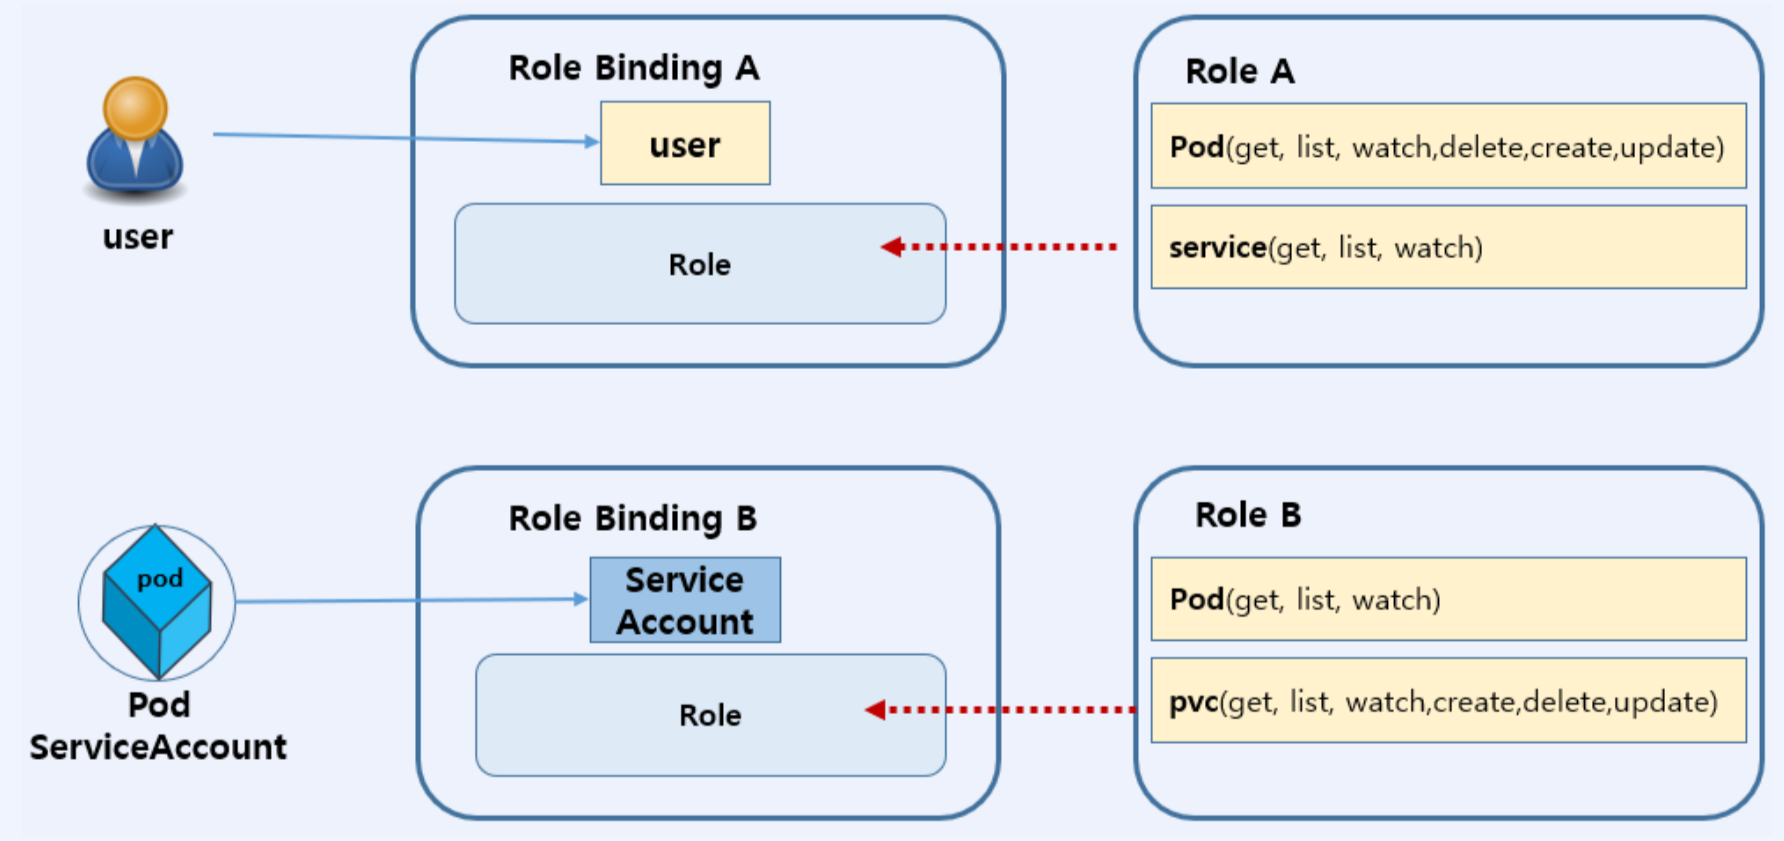 Role Binding A
user
user
Role
Role A
Pod(get, list, watch,delete,create,update)
service(get, list, watch)
pod
Pod
ServiceAccount
Role Binding B
Service
Account
Role
Role B
Pod(get, list, watch)
pvc(get, list, watch,create,delete,update)